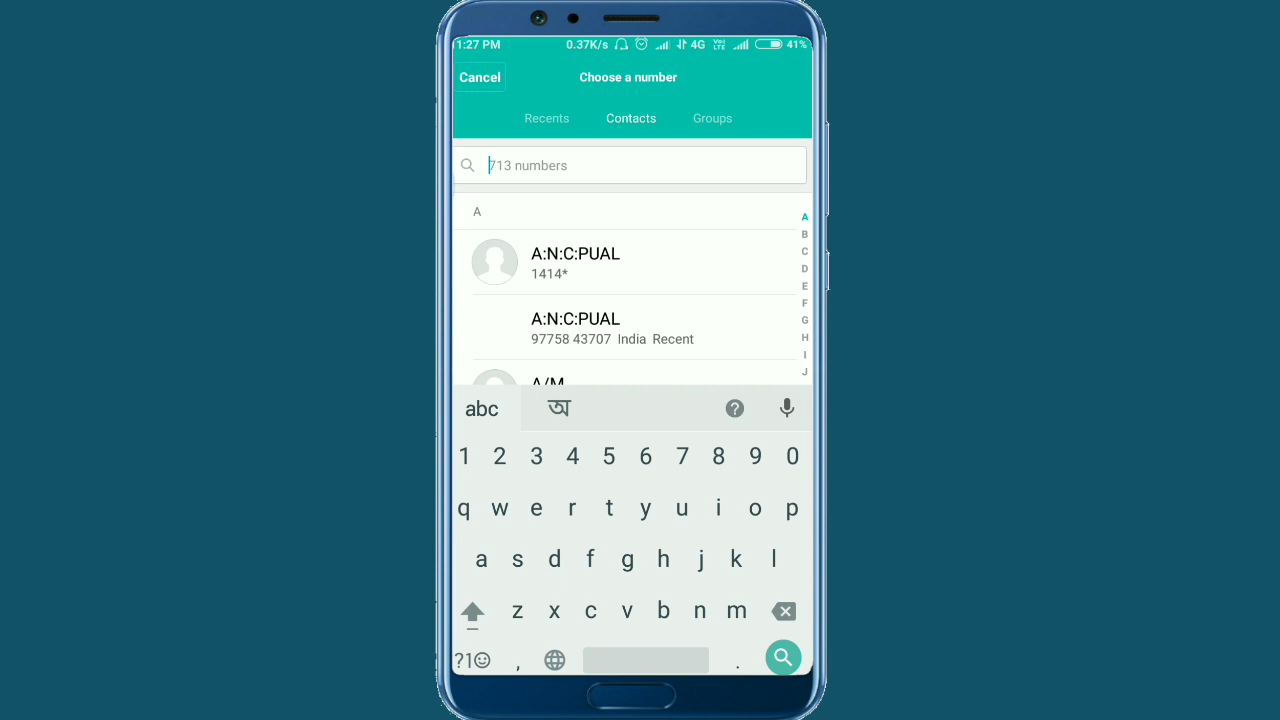 1:27 PM 0.37K/s 4G VoLTE 41%
Cancel Choose a number
Recents Contacts Groups
713 numbers
A
A:N:C:PUAL
1414*
A:N:C:PUAL
97758 43707 India Recent
A/M
A
B
C
D
E
F
G
H
I
J
abc অ
1 2 3 4 5 6 7 8 9 0
q w e r t y u i o p
a s d f g h j k l
z x c v b n m
?1☺ , .